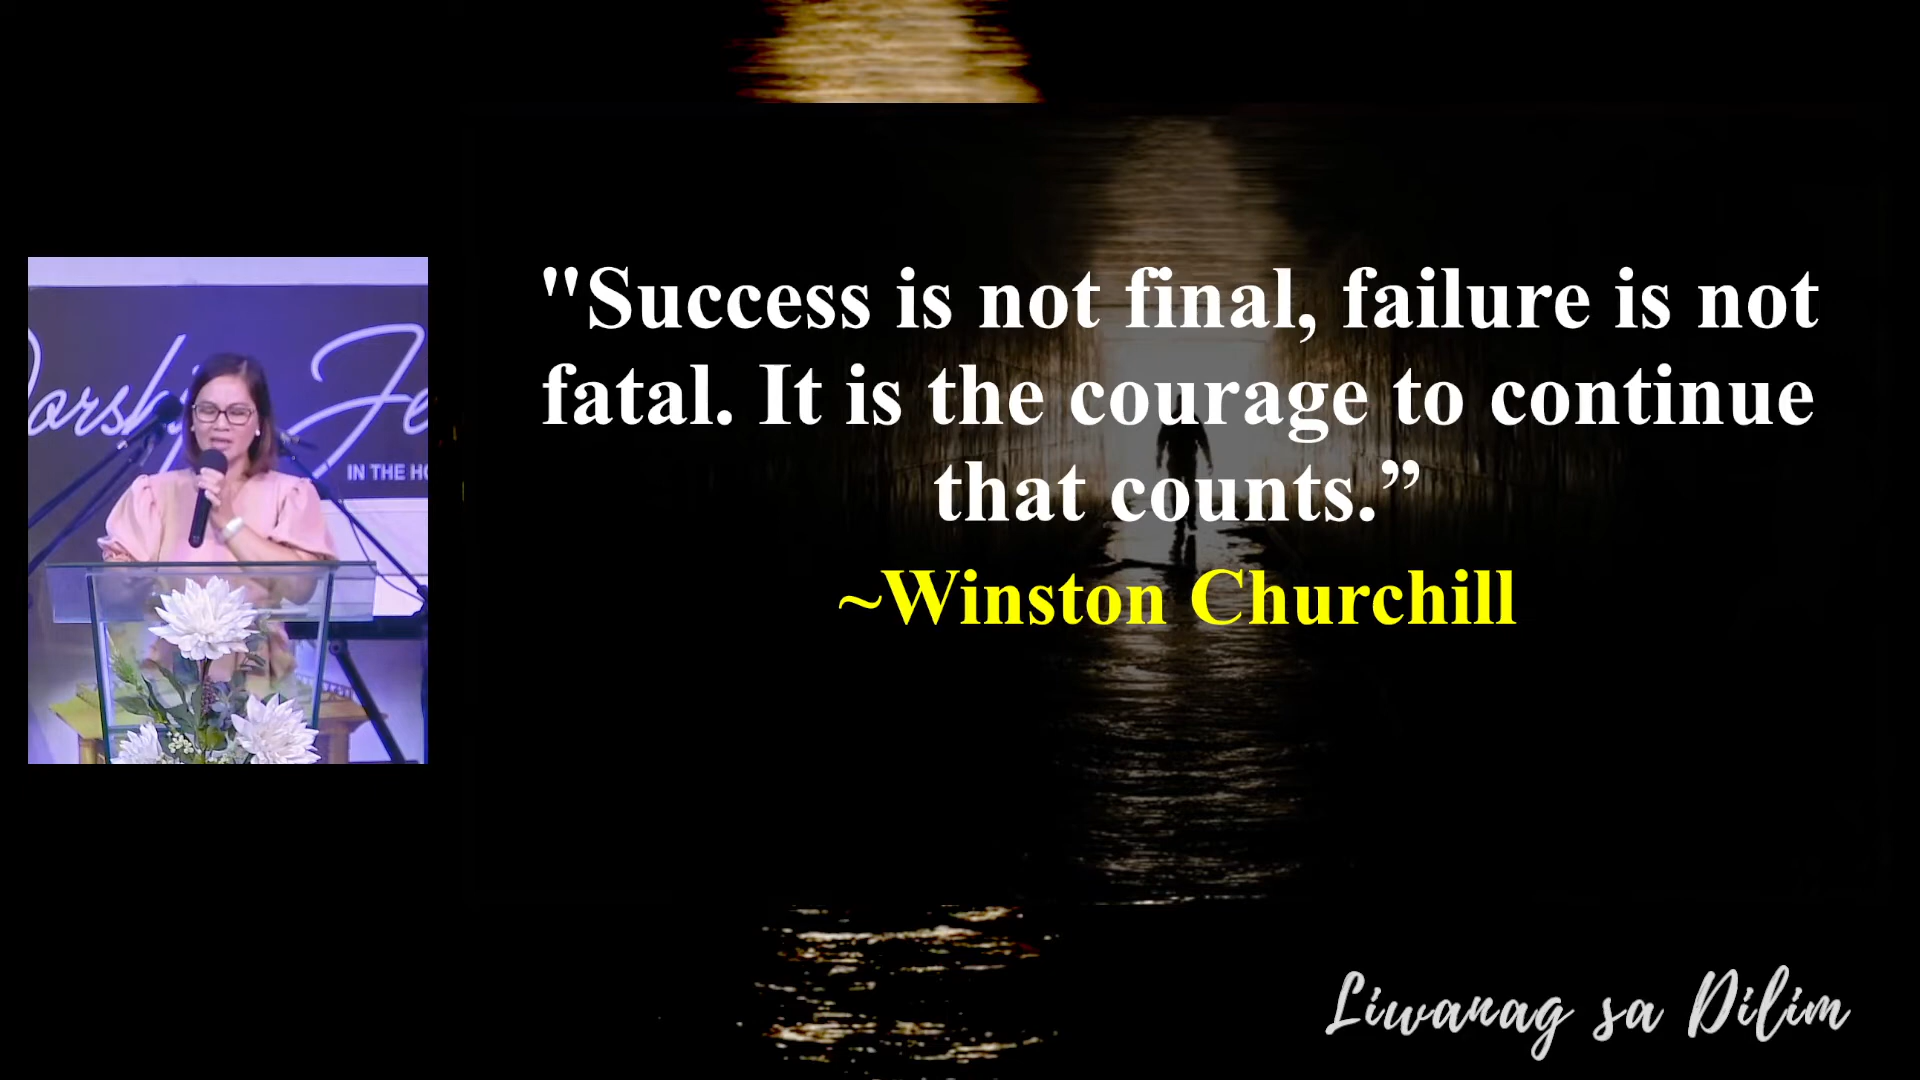 "Success is not final, failure is not
fatal. It is the courage to continue
that counts.”
~Winston Churchill
IN THE
Liwanag sa Dilim